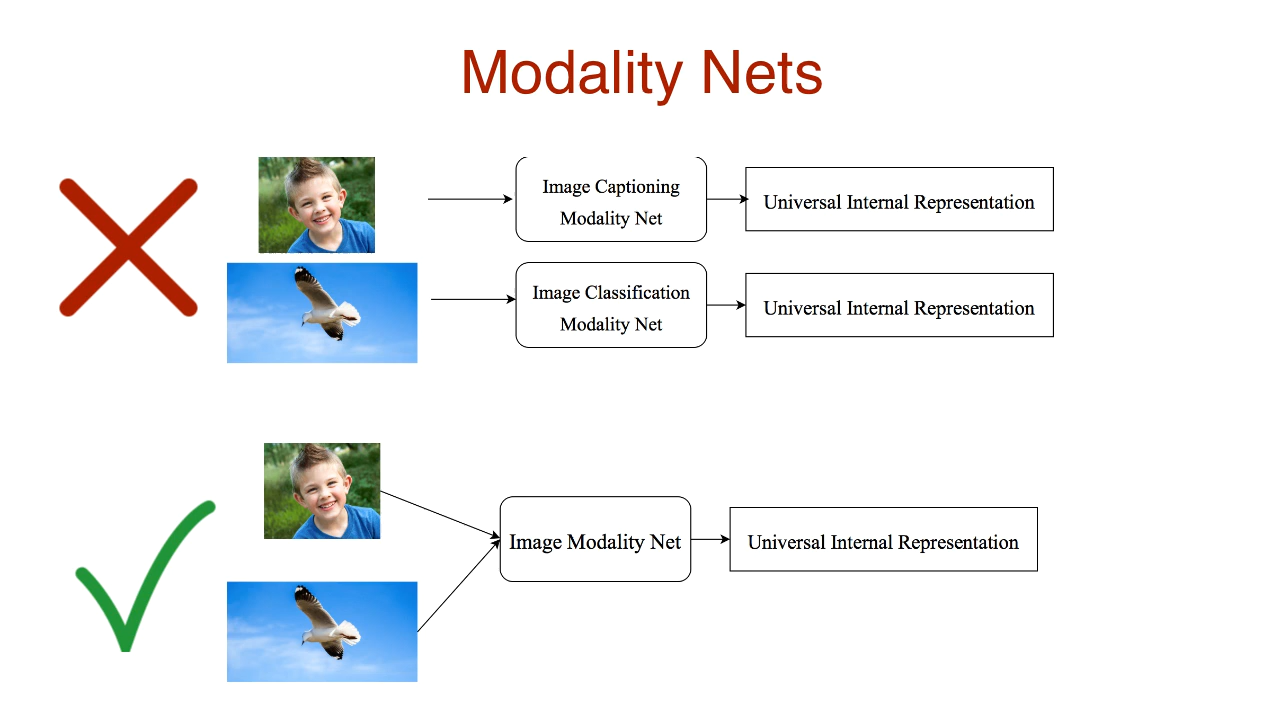 Modality Nets
Image Captioning
Modality Net
Universal Internal Representation
Image Classification
Modality Net
Universal Internal Representation
Image Modality Net
Universal Internal Representation